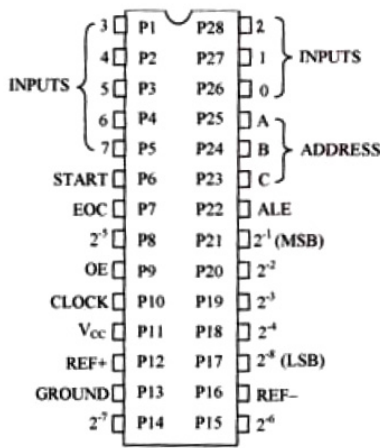 3 P1 P28 2
4 P2 P27 1
INPUTS 5 P3 P26 0 INPUTS
6 P4 P25 A
7 P5 P24 B ADDRESS
START P6 P23 C
EOC P7 P22 ALE
2⁻⁵ P8 P21 2⁻¹ (MSB)
OE P9 P20 2⁻²
CLOCK P10 P19 2⁻³
Vcc P11 P18 2⁻⁴
REF+ P12 P17 2⁻⁸ (LSB)
GROUND P13 P16 REF–
2⁻⁷ P14 P15 2⁻⁶